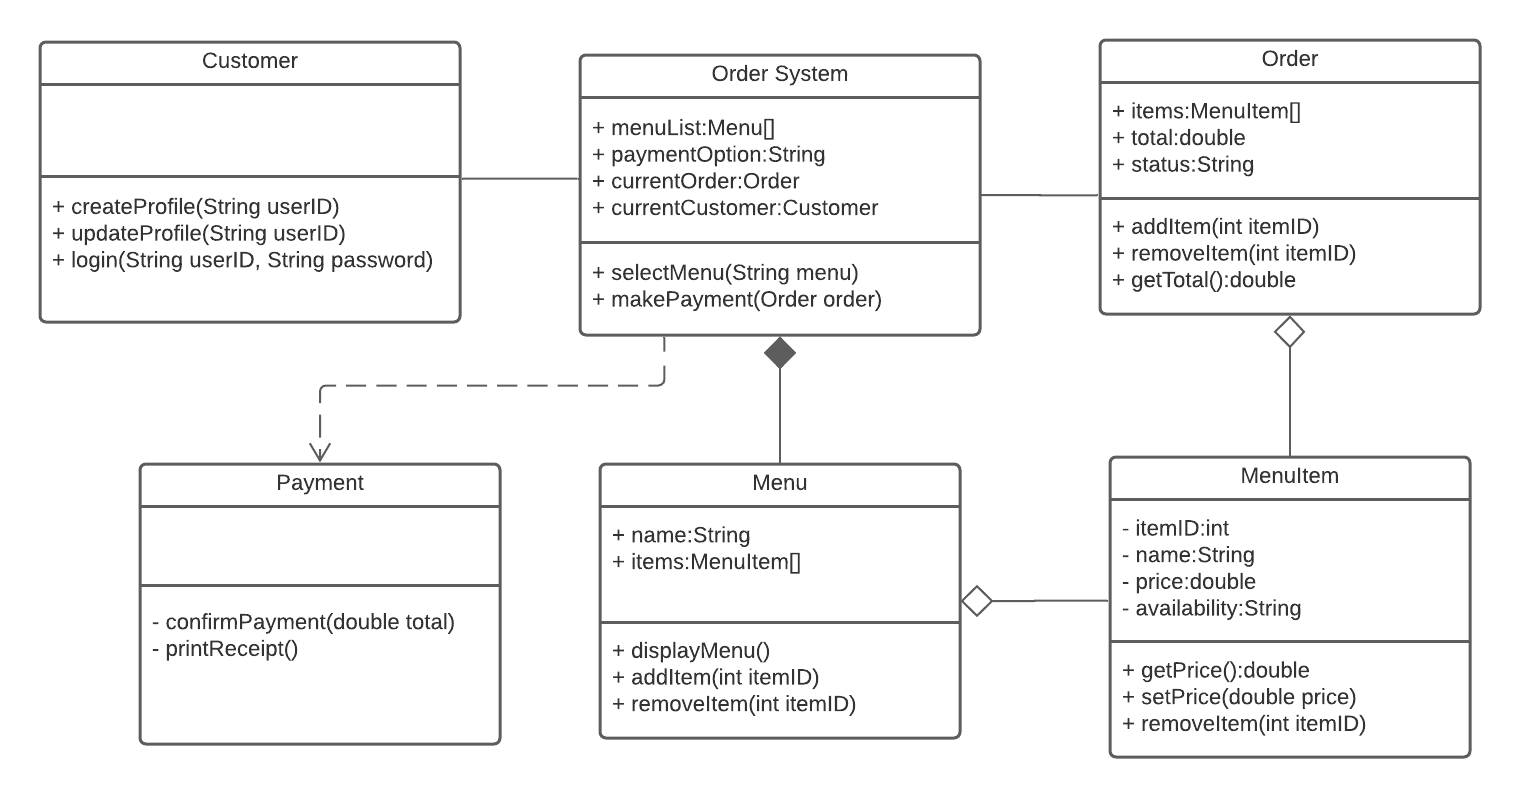 Customer
+ createProfile(String userID)
+ updateProfile(String userID)
+ login(String userID, String password)
Order System
+ menuList:Menu[]
+ paymentOption:String
+ currentOrder:Order
+ currentCustomer:Customer
+ selectMenu(String menu)
+ makePayment(Order order)
Order
+ items:MenuItem[]
+ total:double
+ status:String
+ addItem(int itemID)
+ removeItem(int itemID)
+ getTotal():double
Payment
- confirmPayment(double total)
- printReceipt()
Menu
+ name:String
+ items:MenuItem[]
+ displayMenu()
+ addItem(int itemID)
+ removeItem(int itemID)
MenuItem
- itemID:int
- name:String
- price:double
- availability:String
+ getPrice():double
+ setPrice(double price)
+ removeItem(int itemID)